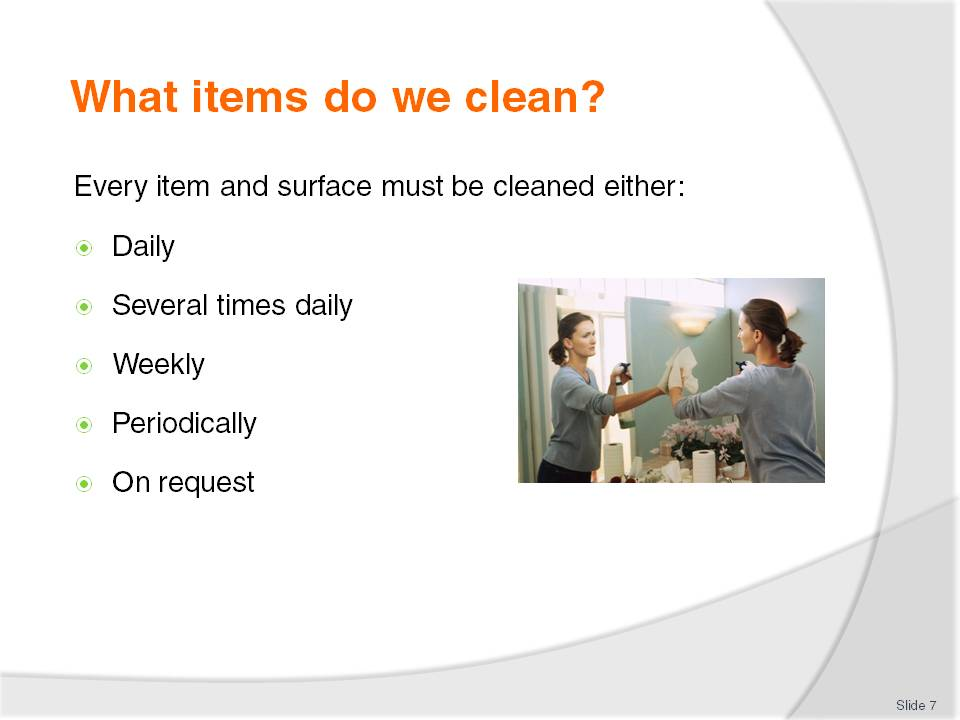 What items do we clean?
Every item and surface must be cleaned either:
Daily
Several times daily
Weekly
Periodically
On request
Slide 7